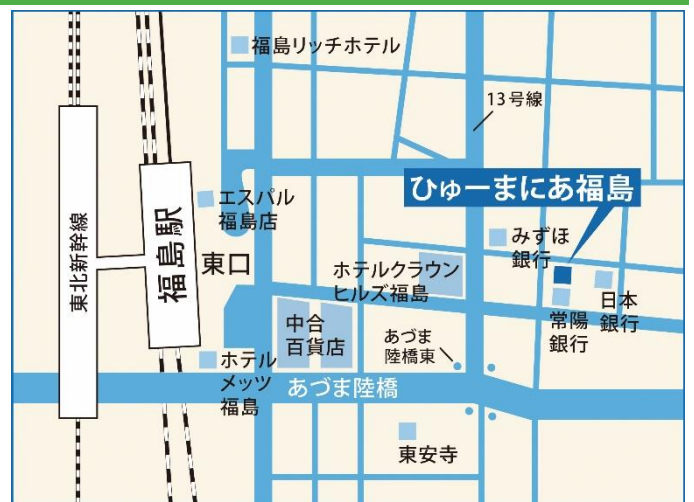 福島リッチホテル
13号線
ひゅーまにあ福島
エスパル
福島店
みずほ
銀行
東北新幹線
福島駅
東口
ホテルクラウン
ヒルズ福島
日本
銀行
常陽
銀行
中合
百貨店
あづま
陸橋東
ホテル
メッツ
福島
あづま陸橋
東安寺